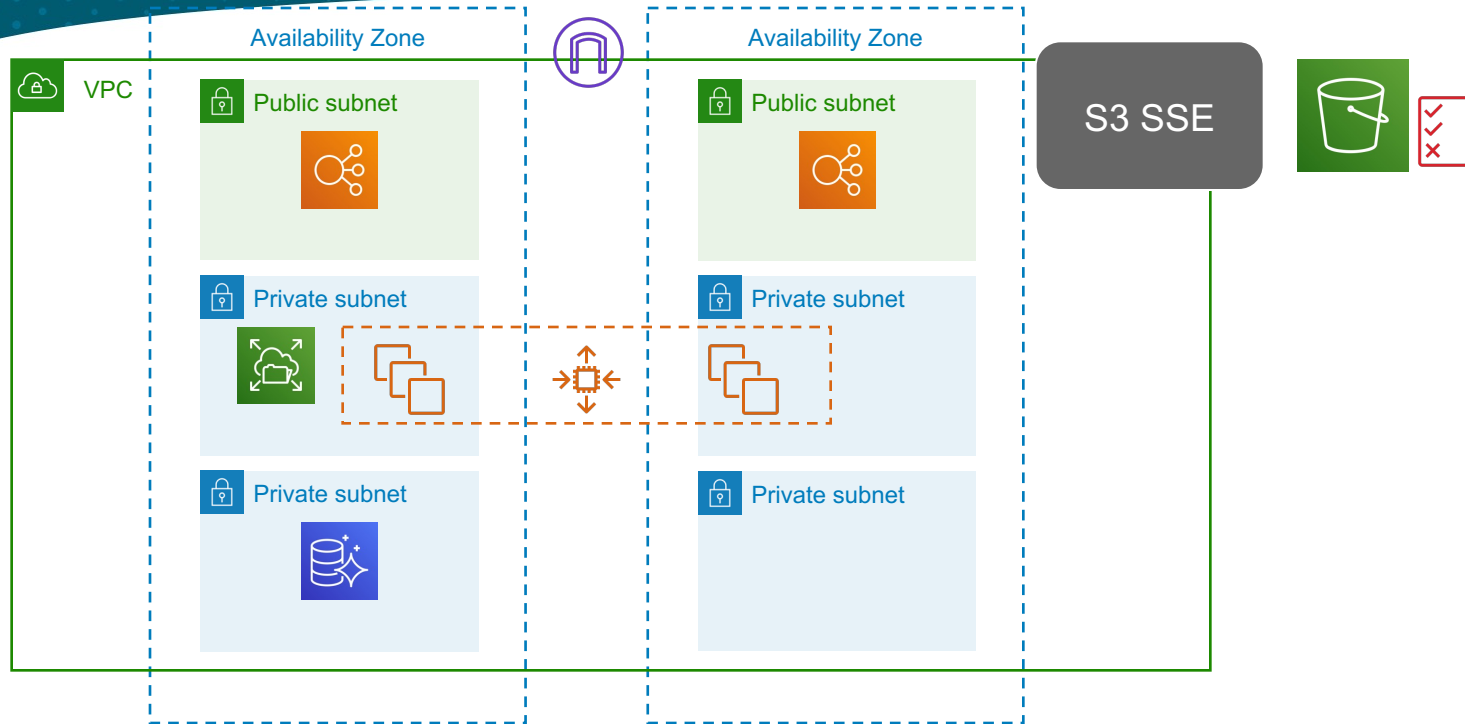 Availability Zone
Availability Zone
VPC
Public subnet
Public subnet
S3 SSE
Private subnet
Private subnet
Private subnet
Private subnet